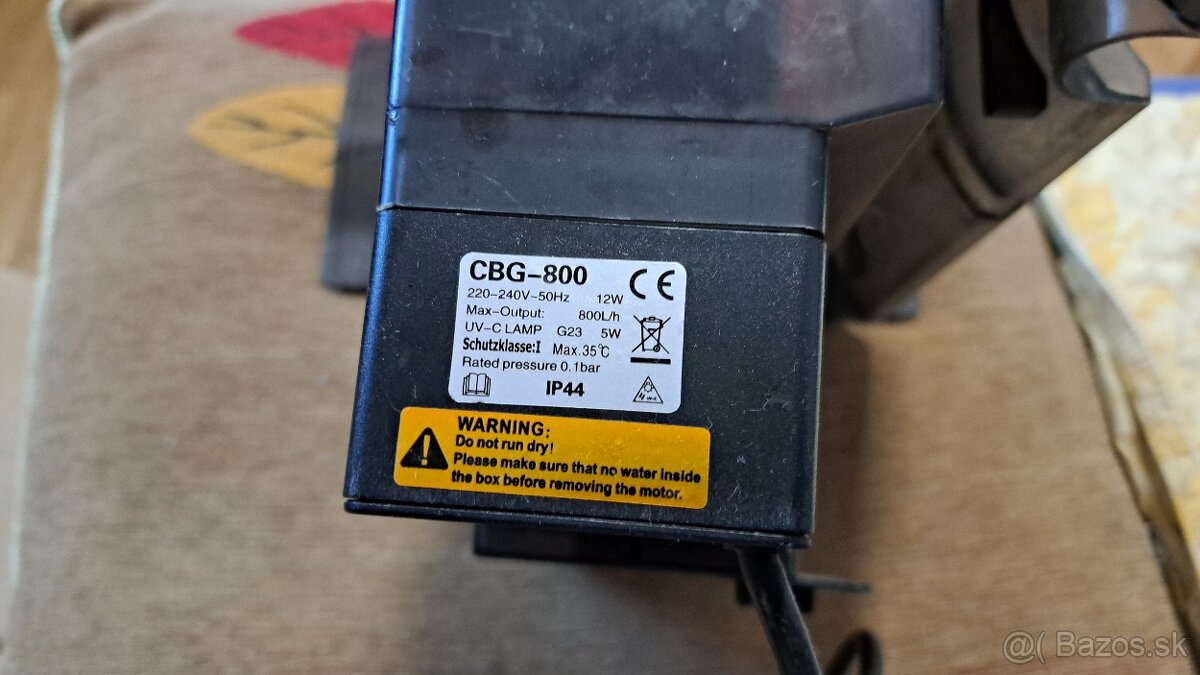 CBG-800 CE
220-240V~50Hz 12W
Max-Output: 800L/h
UV-C LAMP G23 5W
Schutzklasse:I Max.35℃
Rated pressure 0.1bar
IP44
WARNING:
Do not run dry!
Please make sure that no water inside
the box before removing the motor.
@( Bazos.sk